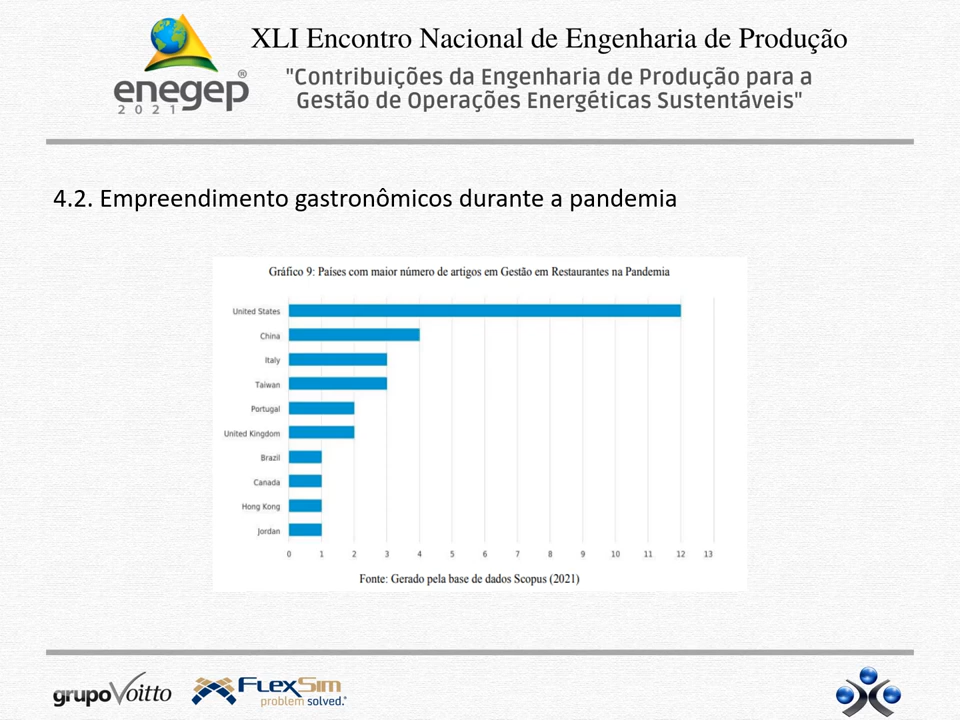 XLI Encontro Nacional de Engenharia de Produção
"Contribuições da Engenharia de Produção para a
Gestão de Operações Energéticas Sustentáveis"
enegep®
2021
4.2. Empreendimento gastronômicos durante a pandemia
Gráfico 9: Países com maior número de artigos em Gestão em Restaurantes na Pandemia
United States
China
Italy
Taiwan
Portugal
United Kingdom
Brazil
Canada
Hong Kong
Jordan
0 1 2 3 4 5 6 7 8 9 10 11 12 13
Fonte: Gerado pela base de dados Scopus (2021)
grupoVoitto
FlexSim
problem solved.®